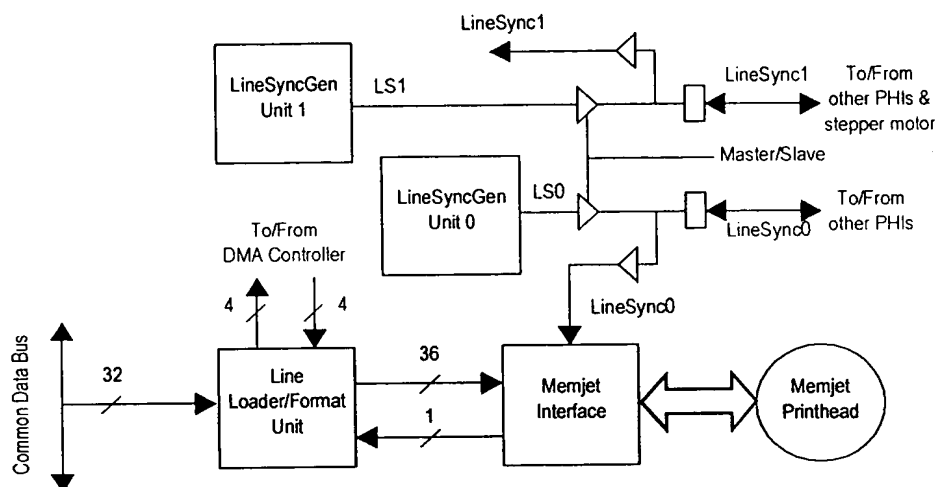 LineSync1
LineSyncGen
Unit 1
LS1
LineSync1
To/From
other PHIs &
stepper motor
Master/Slave
LineSyncGen
Unit 0
LS0
LineSync0
To/From
other PHIs
To/From
DMA Controller
4
4
LineSync0
Common Data Bus
32
Line
Loader/Format
Unit
36
1
Memjet
Interface
Memjet
Printhead